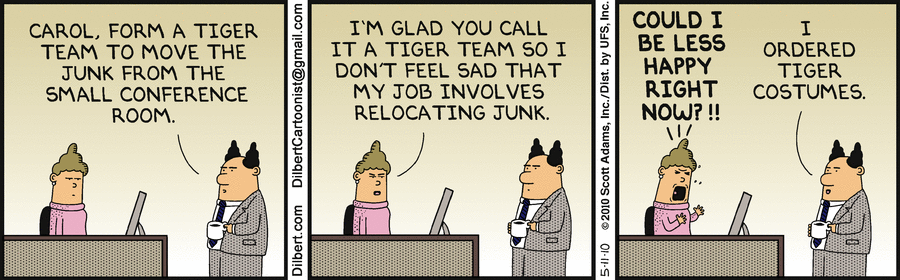 CAROL, FORM A TIGER
TEAM TO MOVE THE
JUNK FROM THE
SMALL CONFERENCE
ROOM.
Dilbert.com DilbertCartoonist@gmail.com
I'M GLAD YOU CALL
IT A TIGER TEAM SO I
DON'T FEEL SAD THAT
MY JOB INVOLVES
RELOCATING JUNK.
5-11-10 © 2010 Scott Adams, Inc./Dist. by UFS, Inc.
COULD I
BE LESS
HAPPY
RIGHT
NOW?!!
I
ORDERED
TIGER
COSTUMES.